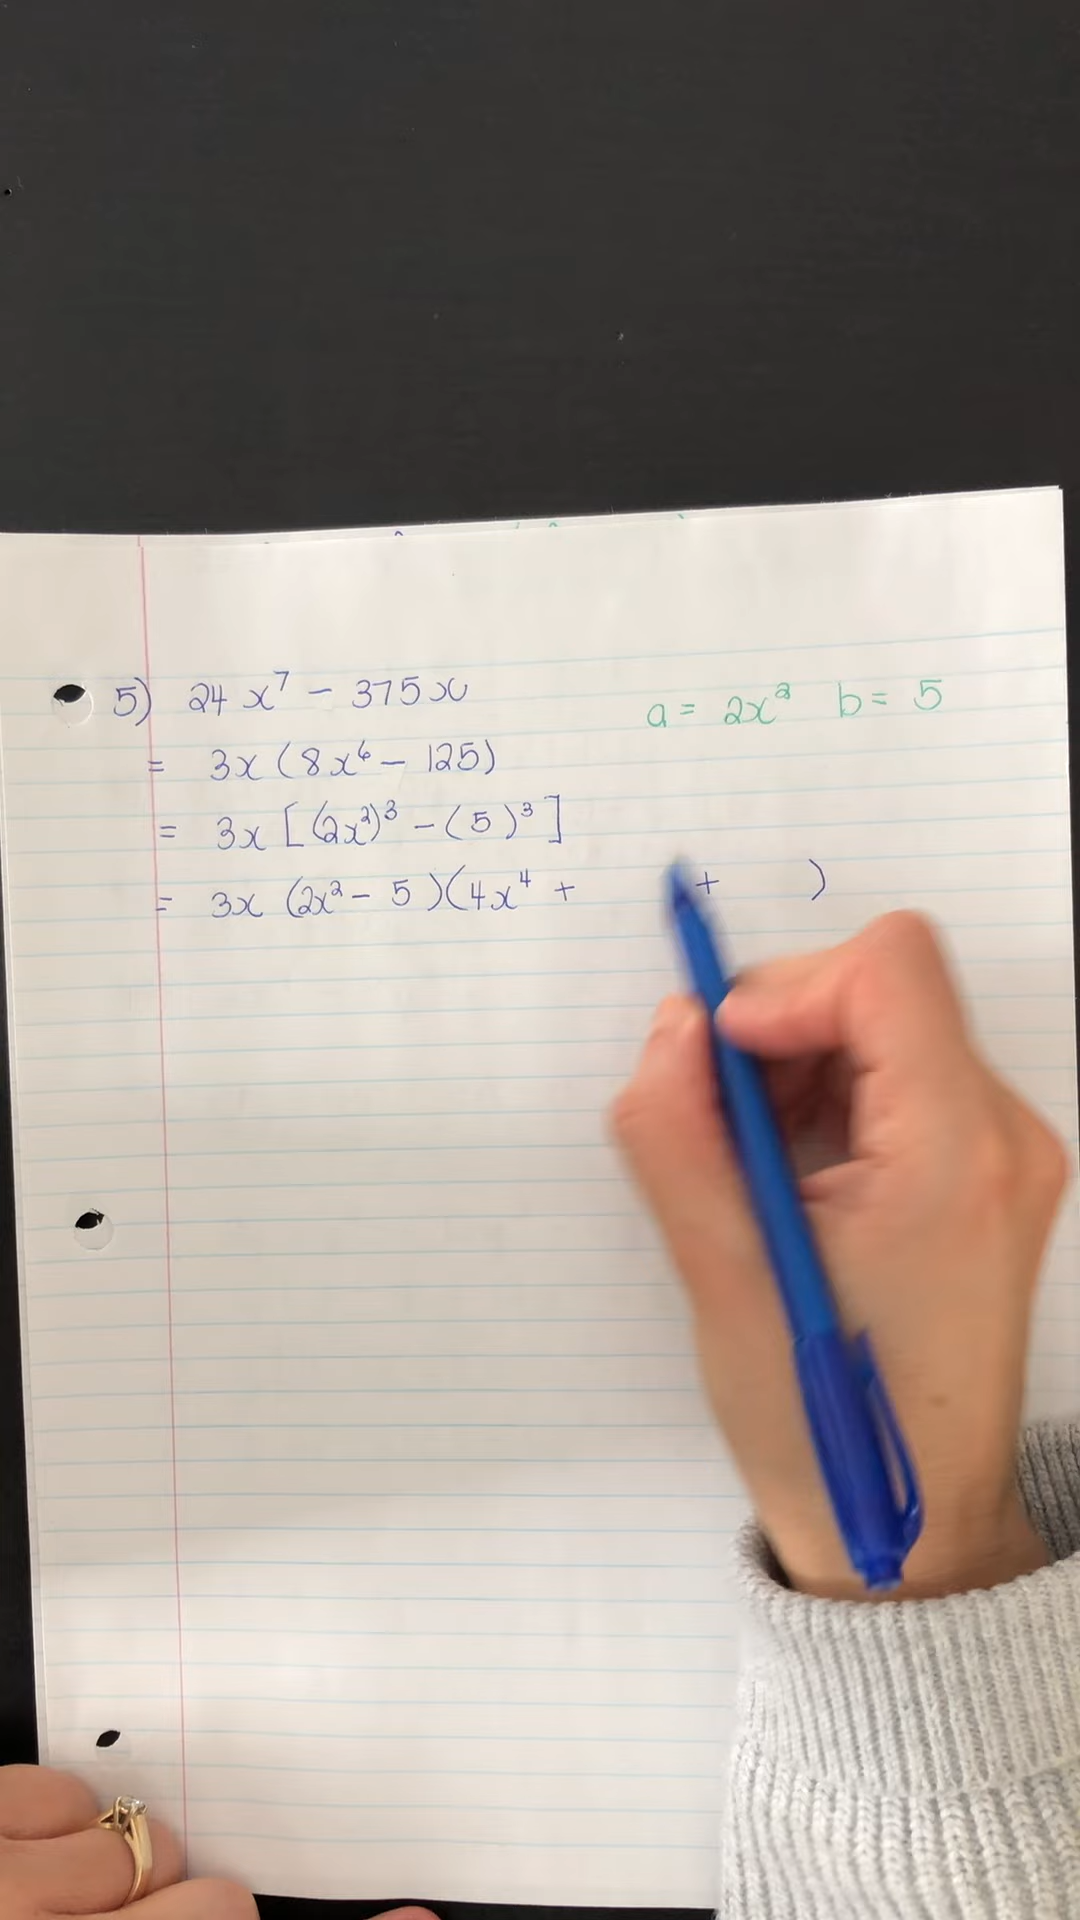 5) 24x⁷ - 375x
a = 2x² b = 5
= 3x(8x⁶ - 125)
= 3x[(2x²)³ - (5)³]
= 3x (2x² - 5)(4x⁴ + + )